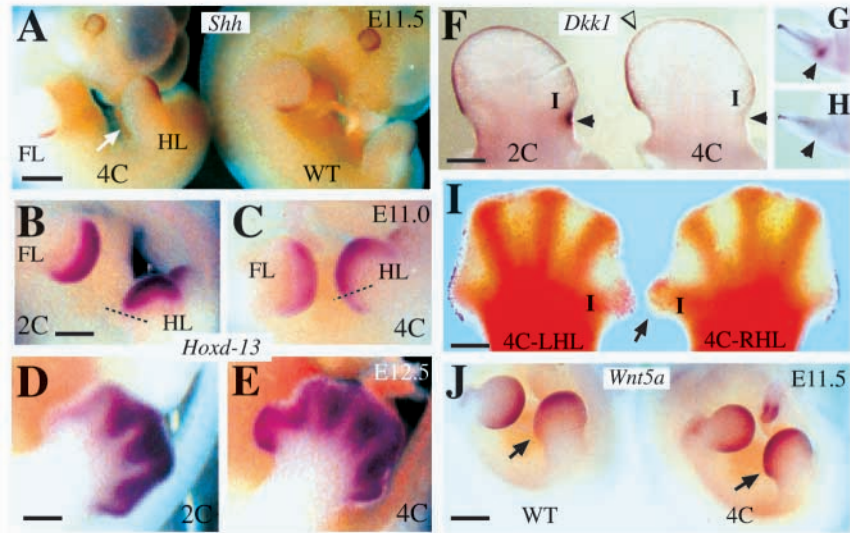 A Shh E11.5
FL HL
4C WT
B C E11.0
FL FL HL
2C HL 4C
Hoxd-13
D E E12.5
2C 4C
F Dkk1 G
I I
2C 4C H
I
I I
4C-LHL 4C-RHL
J Wnt5a E11.5
WT 4C